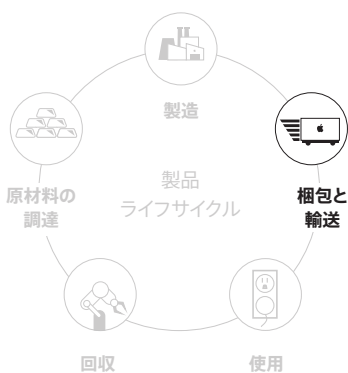 製造
原材料の
調達
製品
ライフサイクル
梱包と
輸送
回収
使用